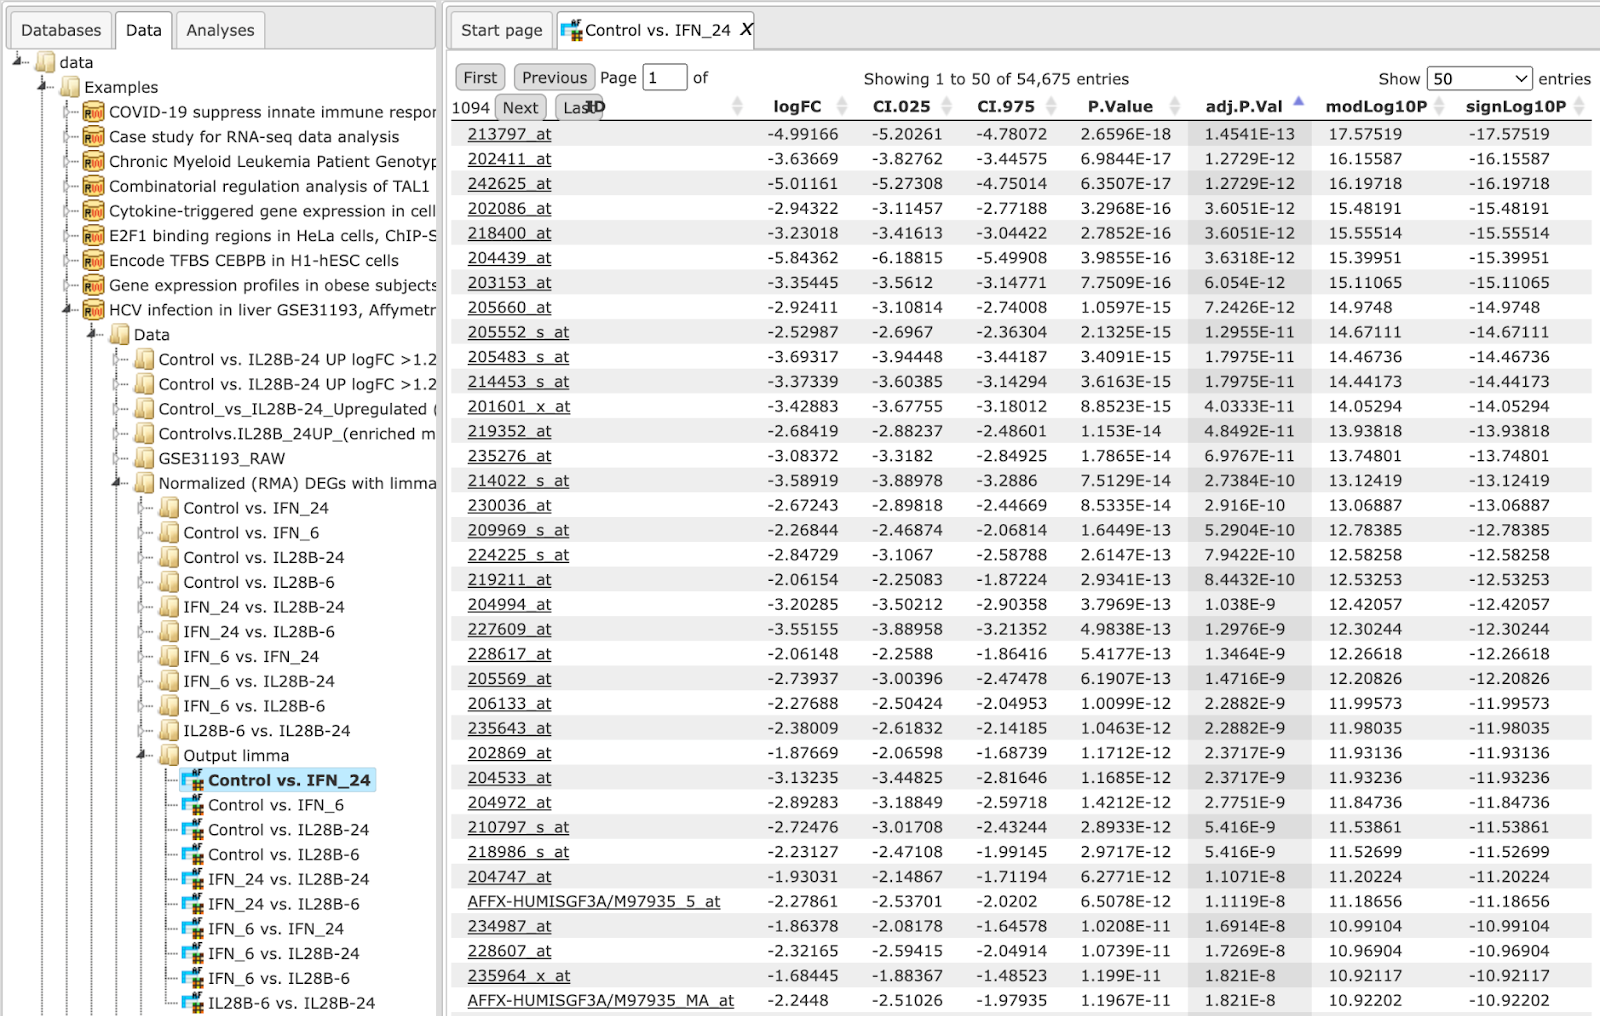 Databases Data Analyses
data
Examples
COVID-19 suppress innate immune respor
Case study for RNA-seq data analysis
Chronic Myeloid Leukemia Patient Genotyp
Combinatorial regulation analysis of TAL1
Cytokine-triggered gene expression in cell
E2F1 binding regions in HeLa cells, ChIP-S
Encode TFBS CEBPB in H1-hESC cells
Gene expression profiles in obese subjects
HCV infection in liver GSE31193, Affymetr
Data
Control vs. IL28B-24 UP logFC >1.2
Control vs. IL28B-24 UP logFC >1.2
Control_vs_IL28B-24_Upregulated (
Controlvs.IL28B_24UP_(enriched m
GSE31193_RAW
Normalized (RMA) DEGs with limma
Control vs. IFN_24
Control vs. IFN_6
Control vs. IL28B-24
Control vs. IL28B-6
IFN_24 vs. IL28B-24
IFN_24 vs. IL28B-6
IFN_6 vs. IFN_24
IFN_6 vs. IL28B-24
IFN_6 vs. IL28B-6
IL28B-6 vs. IL28B-24
Output limma
Control vs. IFN_24
Control vs. IFN_6
Control vs. IL28B-24
Control vs. IL28B-6
IFN_24 vs. IL28B-24
IFN_24 vs. IL28B-6
IFN_6 vs. IFN_24
IFN_6 vs. IL28B-24
IFN_6 vs. IL28B-6
IL28B-6 vs. IL28B-24
Start page Control vs. IFN_24 X
First Previous Page 1 of Showing 1 to 50 of 54,675 entries Show 50 entries
1094 Next Last ID logFC CI.025 CI.975 P.Value adj.P.Val modLog10P signLog10P
213797_at -4.99166 -5.20261 -4.78072 2.6596E-18 1.4541E-13 17.57519 -17.57519
202411_at -3.63669 -3.82762 -3.44575 6.9844E-17 1.2729E-12 16.15587 -16.15587
242625_at -5.01161 -5.27308 -4.75014 6.3507E-17 1.2729E-12 16.19718 -16.19718
202086_at -2.94322 -3.11457 -2.77188 3.2968E-16 3.6051E-12 15.48191 -15.48191
218400_at -3.23018 -3.41613 -3.04422 2.7852E-16 3.6051E-12 15.55514 -15.55514
204439_at -5.84362 -6.18815 -5.49908 3.9855E-16 3.6318E-12 15.39951 -15.39951
203153_at -3.35445 -3.5612 -3.14771 7.7509E-16 6.054E-12 15.11065 -15.11065
205660_at -2.92411 -3.10814 -2.74008 1.0597E-15 7.2426E-12 14.9748 -14.9748
205552_s_at -2.52987 -2.6967 -2.36304 2.1325E-15 1.2955E-11 14.67111 -14.67111
205483_s_at -3.69317 -3.94448 -3.44187 3.4091E-15 1.7975E-11 14.46736 -14.46736
214453_s_at -3.37339 -3.60385 -3.14294 3.6163E-15 1.7975E-11 14.44173 -14.44173
201601_x_at -3.42883 -3.67755 -3.18012 8.8523E-15 4.0333E-11 14.05294 -14.05294
219352_at -2.68419 -2.88237 -2.48601 1.153E-14 4.8492E-11 13.93818 -13.93818
235276_at -3.08372 -3.3182 -2.84925 1.7865E-14 6.9767E-11 13.74801 -13.74801
214022_s_at -3.58919 -3.88978 -3.2886 7.5129E-14 2.7384E-10 13.12419 -13.12419
230036_at -2.67243 -2.89818 -2.44669 8.5335E-14 2.916E-10 13.06887 -13.06887
209969_s_at -2.26844 -2.46874 -2.06814 1.6449E-13 5.2904E-10 12.78385 -12.78385
224225_s_at -2.84729 -3.1067 -2.58788 2.6147E-13 7.9422E-10 12.58258 -12.58258
219211_at -2.06154 -2.25083 -1.87224 2.9341E-13 8.4432E-10 12.53253 -12.53253
204994_at -3.20285 -3.50212 -2.90358 3.7969E-13 1.038E-9 12.42057 -12.42057
227609_at -3.55155 -3.88958 -3.21352 4.9838E-13 1.2976E-9 12.30244 -12.30244
228617_at -2.06148 -2.2588 -1.86416 5.4177E-13 1.3464E-9 12.26618 -12.26618
205569_at -2.73937 -3.00396 -2.47478 6.1907E-13 1.4716E-9 12.20826 -12.20826
206133_at -2.27688 -2.50424 -2.04953 1.0099E-12 2.2882E-9 11.99573 -11.99573
235643_at -2.38009 -2.61832 -2.14185 1.0463E-12 2.2882E-9 11.98035 -11.98035
202869_at -1.87669 -2.06598 -1.68739 1.1712E-12 2.3717E-9 11.93136 -11.93136
204533_at -3.13235 -3.44825 -2.81646 1.1685E-12 2.3717E-9 11.93236 -11.93236
204972_at -2.89283 -3.18849 -2.59718 1.4212E-12 2.7751E-9 11.84736 -11.84736
210797_s_at -2.72476 -3.01708 -2.43244 2.8933E-12 5.416E-9 11.53861 -11.53861
218986_s_at -2.23127 -2.47108 -1.99145 2.9717E-12 5.416E-9 11.52699 -11.52699
204747_at -1.93031 -2.14867 -1.71194 6.2771E-12 1.1071E-8 11.20224 -11.20224
AFFX-HUMISGF3A/M97935_5_at -2.27861 -2.53701 -2.0202 6.5078E-12 1.1119E-8 11.18656 -11.18656
234987_at -1.86378 -2.08178 -1.64578 1.0208E-11 1.6914E-8 10.99104 -10.99104
228607_at -2.32165 -2.59415 -2.04914 1.0739E-11 1.7269E-8 10.96904 -10.96904
235964_x_at -1.68445 -1.88367 -1.48523 1.199E-11 1.821E-8 10.92117 -10.92117
AFFX-HUMISGF3A/M97935_MA_at -2.2448 -2.51026 -1.97935 1.1967E-11 1.821E-8 10.92202 -10.92202